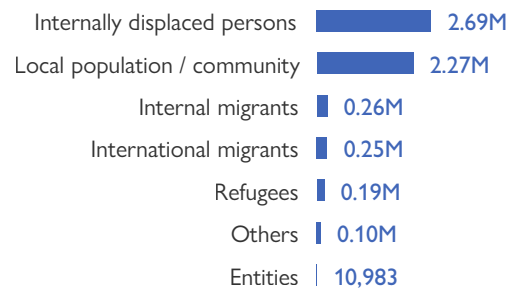 Internally displaced persons 2.69M
Local population / community 2.27M
Internal migrants 0.26M
International migrants 0.25M
Refugees 0.19M
Others 0.10M
Entities 10,983